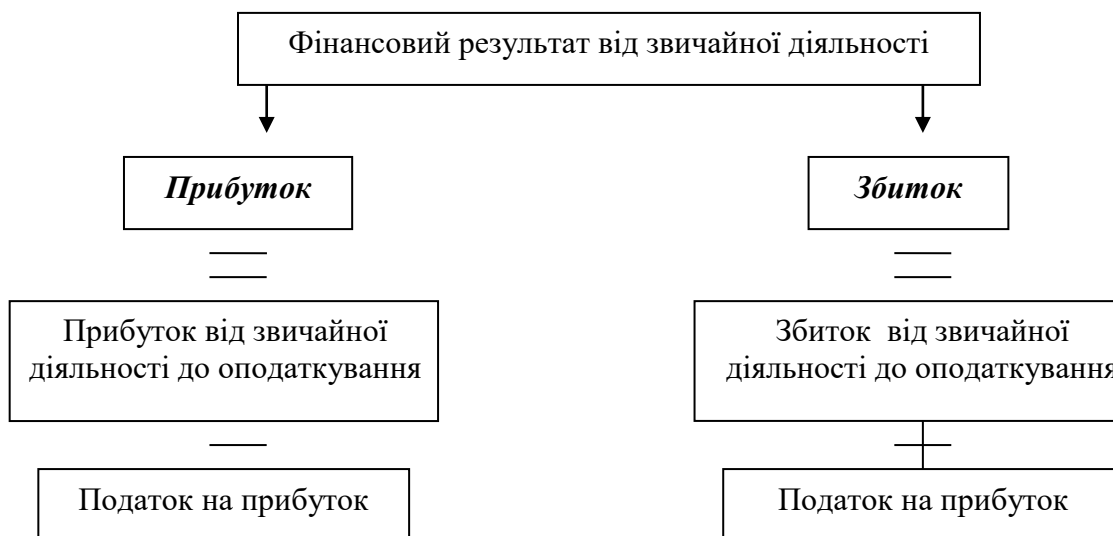 Фінансовий результат від звичайної діяльності
Прибуток
Збиток
Прибуток від звичайної
діяльності до оподаткування
Збиток від звичайної
діяльності до оподаткування
Податок на прибуток
Податок на прибуток